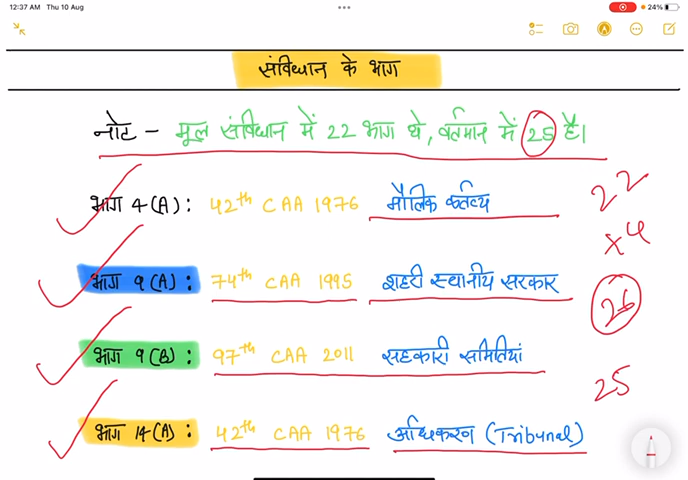 12:37 AM Thu 10 Aug
24%
संविधान के भाग
नोट - मूल संविधान में 22 भाग थे, वर्तमान में 25 है।
भाग 4(A): 42th CAA 1976 मौलिक कर्तव्य
22
+4
भाग 9(A): 74th CAA 1995 शहरी स्थानीय सरकार
26
भाग 9(B): 97th CAA 2011 सहकारी समितियां
25
भाग 14(A): 42th CAA 1976 अधिकरण (Tribunal)